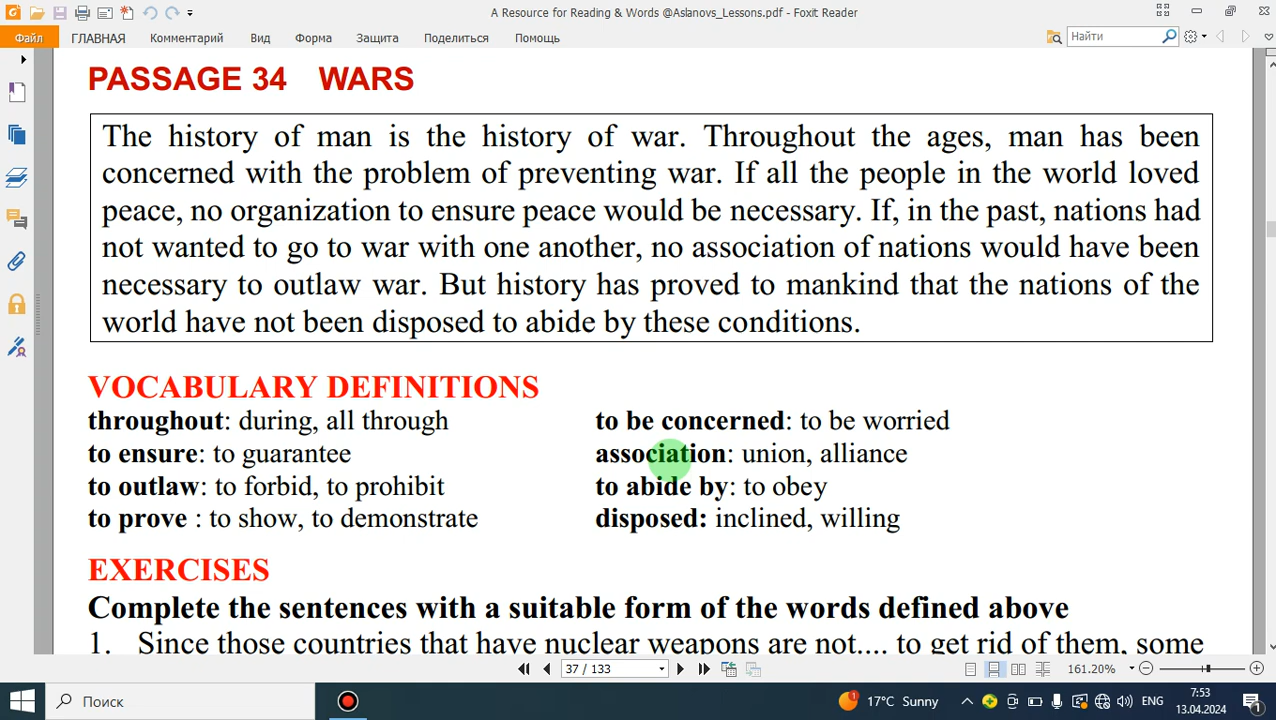 A Resource for Reading & Words @Aslanovs_Lessons.pdf - Foxit Reader
Файл ГЛАВНАЯ Комментарий Вид Форма Защита Поделиться Помощь Найти
PASSAGE 34 WARS
The history of man is the history of war. Throughout the ages, man has been
concerned with the problem of preventing war. If all the people in the world loved
peace, no organization to ensure peace would be necessary. If, in the past, nations had
not wanted to go to war with one another, no association of nations would have been
necessary to outlaw war. But history has proved to mankind that the nations of the
world have not been disposed to abide by these conditions.
VOCABULARY DEFINITIONS
throughout: during, all through to be concerned: to be worried
to ensure: to guarantee association: union, alliance
to outlaw: to forbid, to prohibit to abide by: to obey
to prove : to show, to demonstrate disposed: inclined, willing
EXERCISES
Complete the sentences with a suitable form of the words defined above
1. Since those countries that have nuclear weapons are not.... to get rid of them, some
37 / 133 161.20%
Поиск 17°C Sunny ENG 7:53
13.04.2024